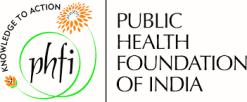 KNOWLEDGE TO ACTION
phfi
PUBLIC
HEALTH
FOUNDATION
OF INDIA